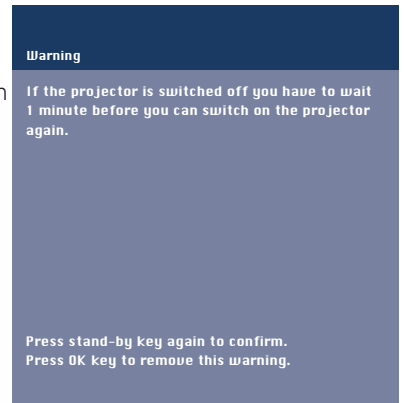 Warning
If the projector is switched off you have to wait
1 minute before you can switch on the projector
again.
Press stand-by key again to confirm.
Press OK key to remove this warning.